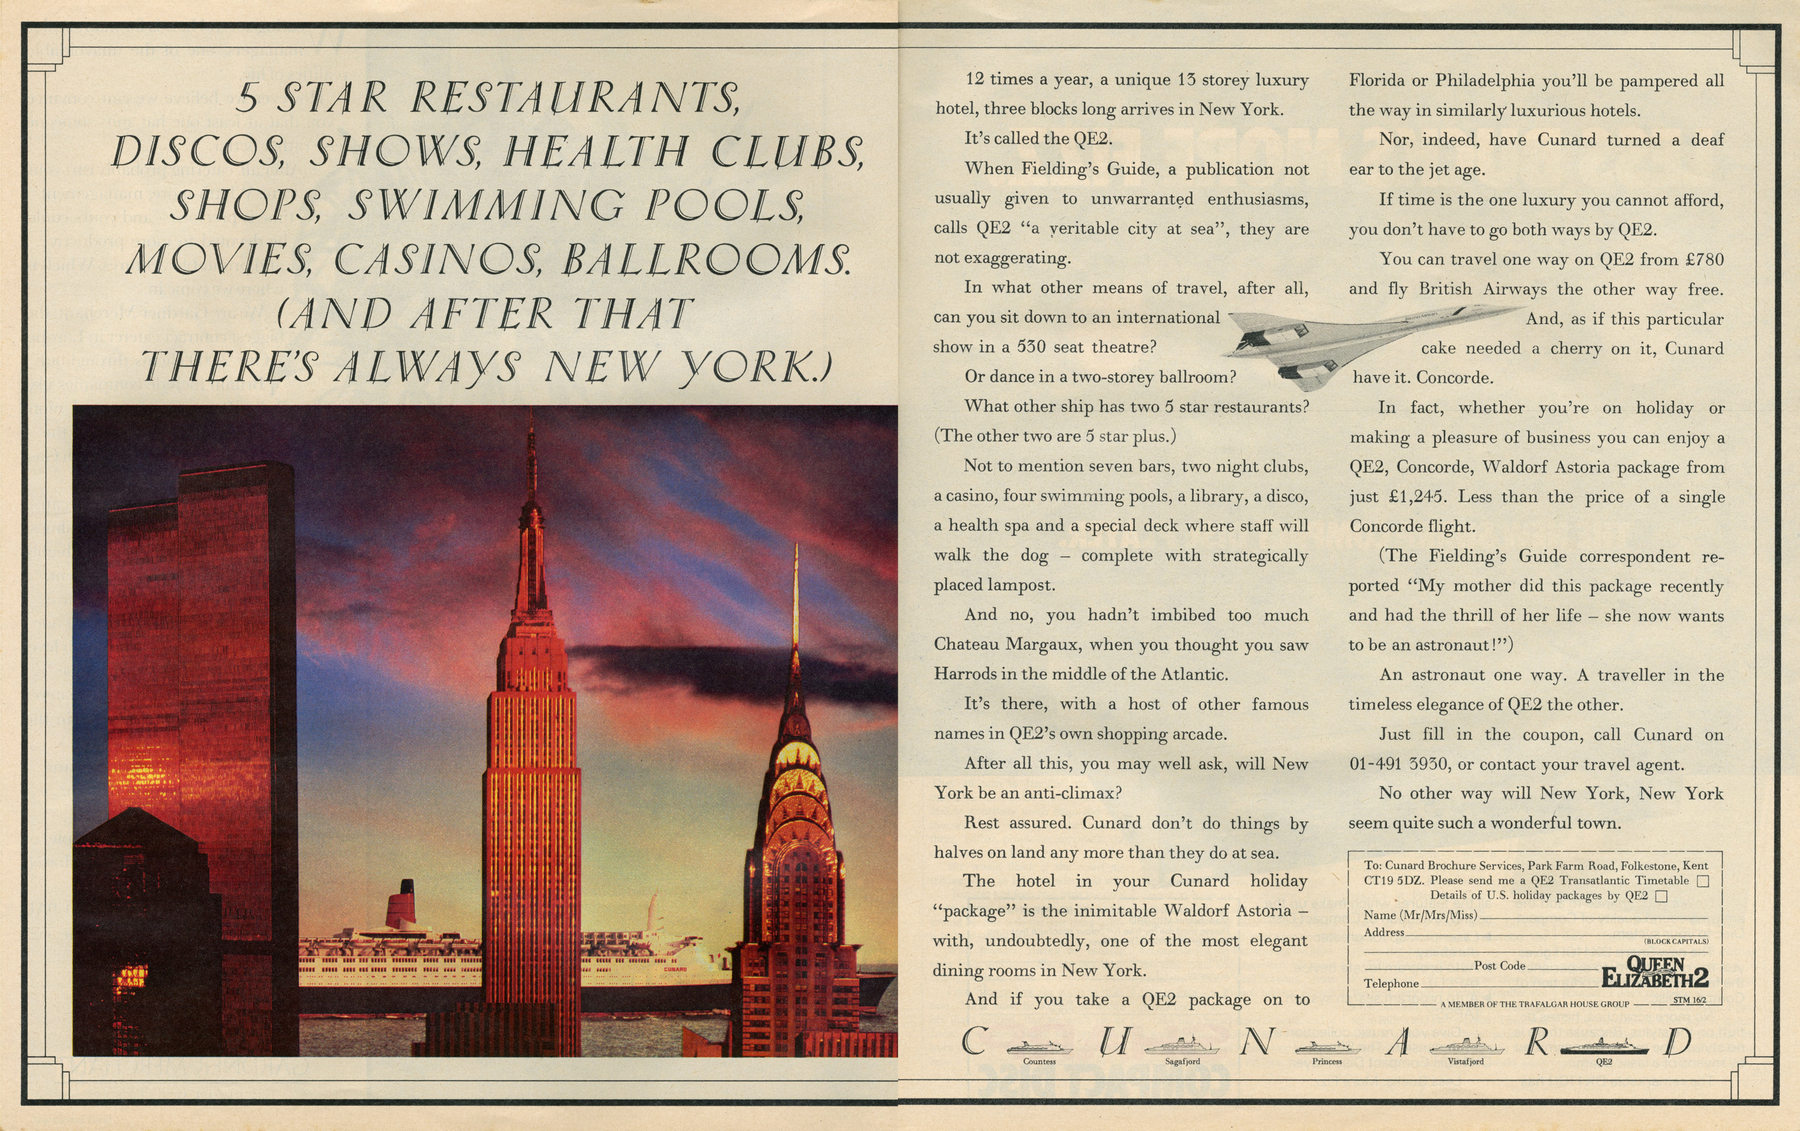 5 STAR RESTAURANTS,
DISCOS, SHOWS, HEALTH CLUBS,
SHOPS, SWIMMING POOLS,
MOVIES, CASINOS, BALLROOMS.
(AND AFTER THAT
THERE'S ALWAYS NEW YORK.)
CUNARD
12 times a year, a unique 13 storey luxury
hotel, three blocks long arrives in New York.
It's called the QE2.
When Fielding's Guide, a publication not
usually given to unwarranted enthusiasms,
calls QE2 “a veritable city at sea”, they are
not exaggerating.
In what other means of travel, after all,
can you sit down to an international
show in a 530 seat theatre?
Or dance in a two-storey ballroom?
What other ship has two 5 star restaurants?
(The other two are 5 star plus.)
Not to mention seven bars, two night clubs,
a casino, four swimming pools, a library, a disco,
a health spa and a special deck where staff will
walk the dog – complete with strategically
placed lampost.
And no, you hadn't imbibed too much
Chateau Margaux, when you thought you saw
Harrods in the middle of the Atlantic.
It's there, with a host of other famous
names in QE2's own shopping arcade.
After all this, you may well ask, will New
York be an anti-climax?
Rest assured. Cunard don't do things by
halves on land any more than they do at sea.
The hotel in your Cunard holiday
“package” is the inimitable Waldorf Astoria –
with, undoubtedly, one of the most elegant
dining rooms in New York.
And if you take a QE2 package on to
Florida or Philadelphia you'll be pampered all
the way in similarly luxurious hotels.
Nor, indeed, have Cunard turned a deaf
ear to the jet age.
If time is the one luxury you cannot afford,
you don't have to go both ways by QE2.
You can travel one way on QE2 from £780
and fly British Airways the other way free.
And, as if this particular
cake needed a cherry on it, Cunard
have it. Concorde.
In fact, whether you're on holiday or
making a pleasure of business you can enjoy a
QE2, Concorde, Waldorf Astoria package from
just £1,245. Less than the price of a single
Concorde flight.
(The Fielding's Guide correspondent re-
ported “My mother did this package recently
and had the thrill of her life – she now wants
to be an astronaut!”)
An astronaut one way. A traveller in the
timeless elegance of QE2 the other.
Just fill in the coupon, call Cunard on
01-491 3930, or contact your travel agent.
No other way will New York, New York
seem quite such a wonderful town.
To: Cunard Brochure Services, Park Farm Road, Folkestone, Kent
CT19 5DZ. Please send me a QE2 Transatlantic Timetable
Details of U.S. holiday packages by QE2
Name (Mr/Mrs/Miss)
Address
(BLOCK CAPITALS)
Post Code
Telephone
QUEEN
ELIZABETH2
A MEMBER OF THE TRAFALGAR HOUSE GROUP
STM 16/2
C U N A R D
Countess Sagafjord Princess Vistafjord QE2